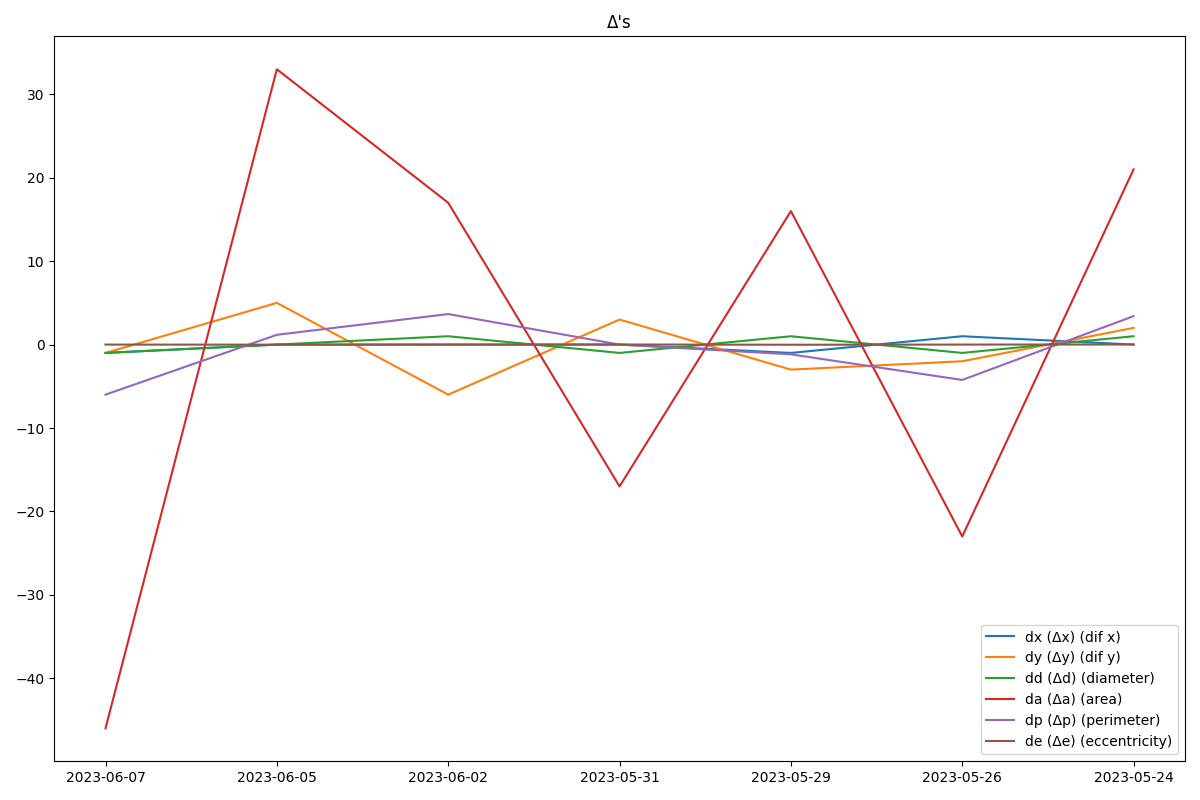 Δ's
30
20
10
0
−10
−20
−30
−40
2023-06-07 2023-06-05 2023-06-02 2023-05-31 2023-05-29 2023-05-26 2023-05-24
dx (Δx) (dif x)
dy (Δy) (dif y)
dd (Δd) (diameter)
da (Δa) (area)
dp (Δp) (perimeter)
de (Δe) (eccentricity)